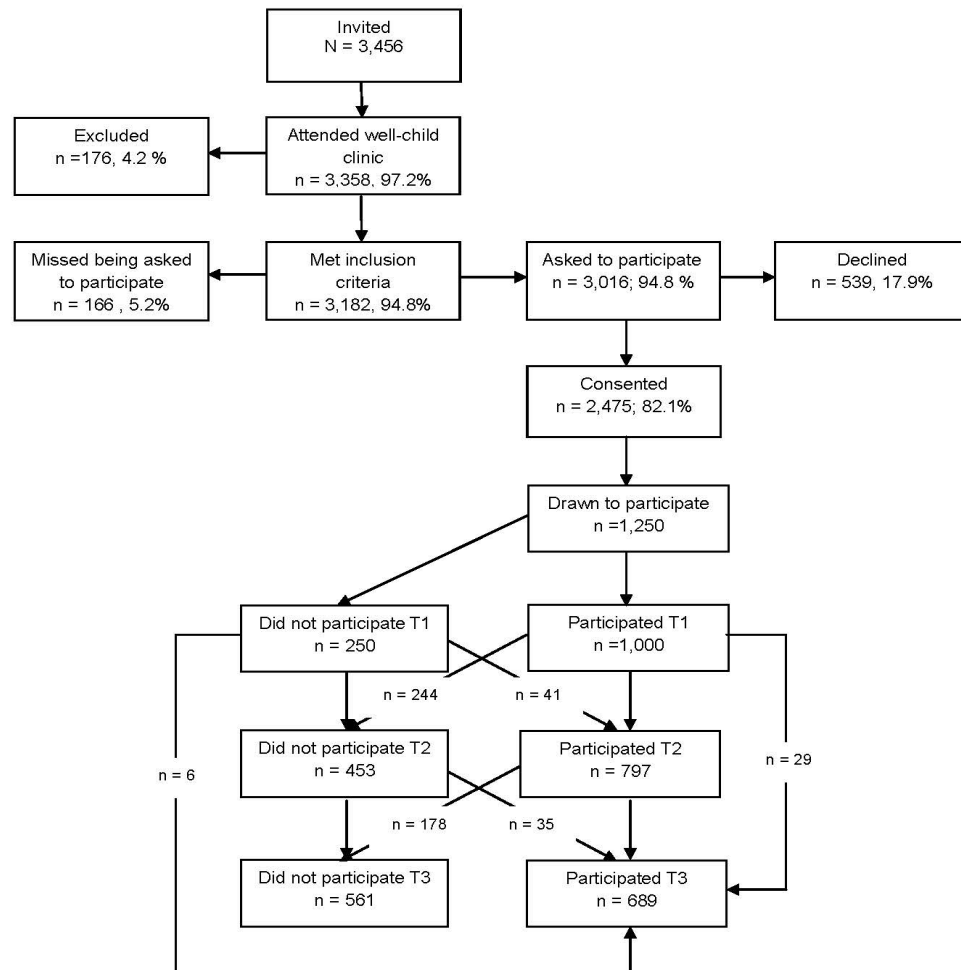 Invited
N = 3,456
Excluded
n =176, 4.2 %
Attended well-child
clinic
n = 3,358, 97.2%
Missed being asked
to participate
n = 166 , 5.2%
Met inclusion
criteria
n = 3,182, 94.8%
Asked to participate
n = 3,016; 94.8 %
Declined
n = 539, 17.9%
Consented
n = 2,475; 82.1%
Drawn to participate
n =1,250
Did not participate T1
n = 250
Participated T1
n =1,000
n = 244
n = 41
Did not participate T2
n = 453
Participated T2
n = 797
n = 6
n = 29
n = 178
n = 35
Did not participate T3
n = 561
Participated T3
n = 689